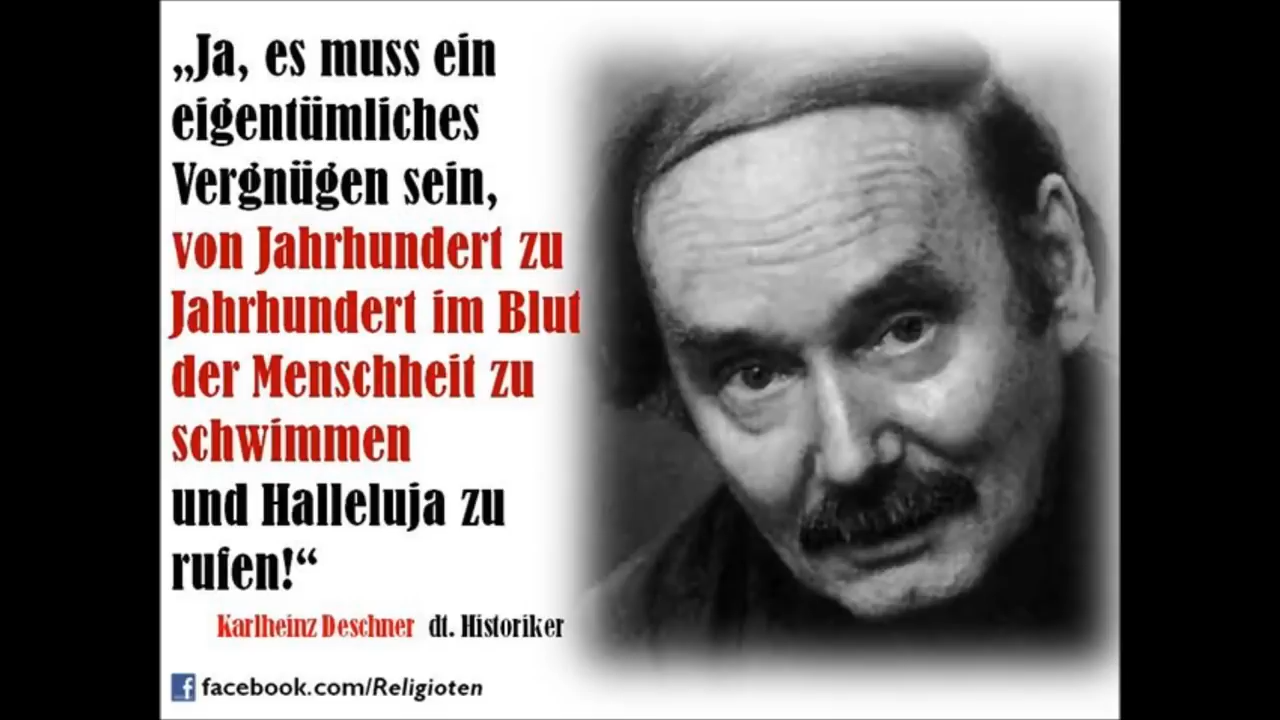 „Ja, es muss ein
eigentümliches
Vergnügen sein,
von Jahrhundert zu
Jahrhundert im Blut
der Menschheit zu
schwimmen
und Halleluja zu
rufen!“
Karlheinz Deschner dt. Historiker
facebook.com/Religioten